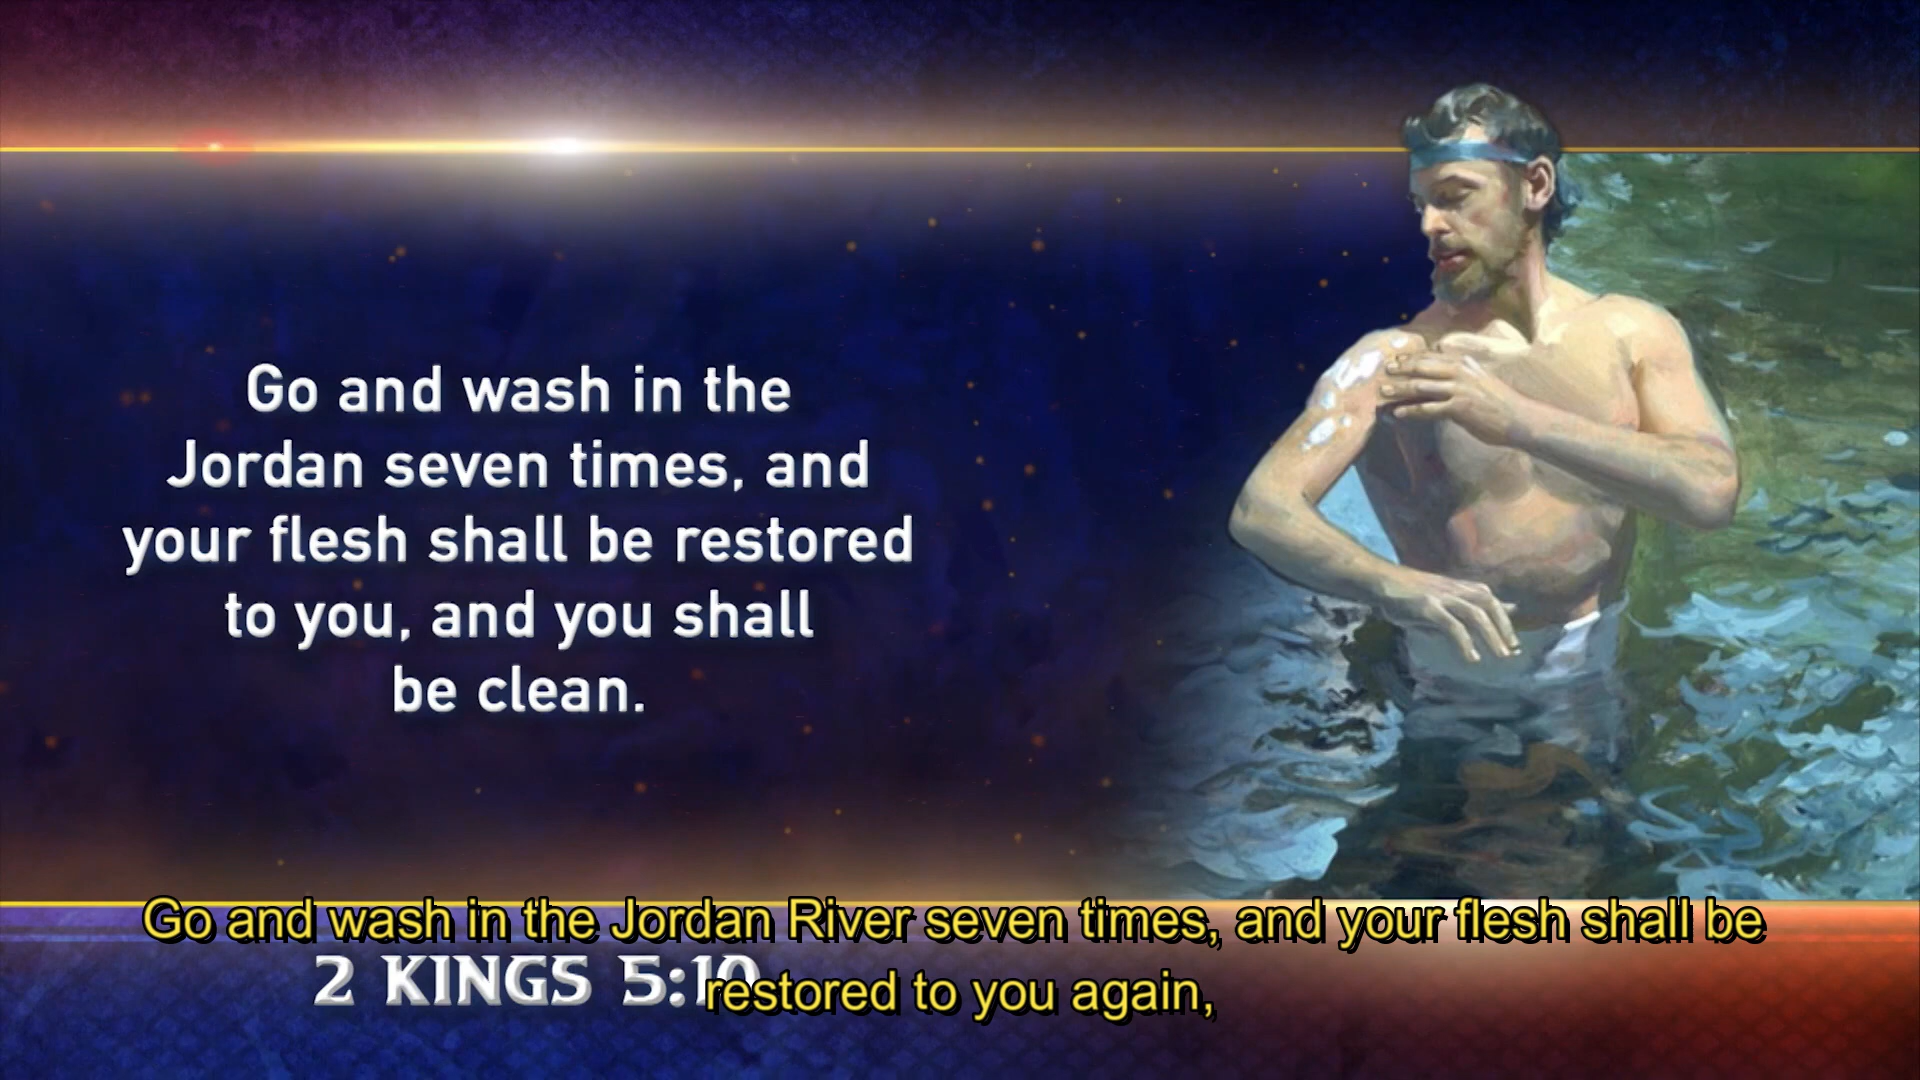 Go and wash in the
Jordan seven times, and
your flesh shall be restored
to you, and you shall
be clean.
Go and wash in the Jordan River seven times, and your flesh shall be
2 KINGS 5:10
restored to you again,